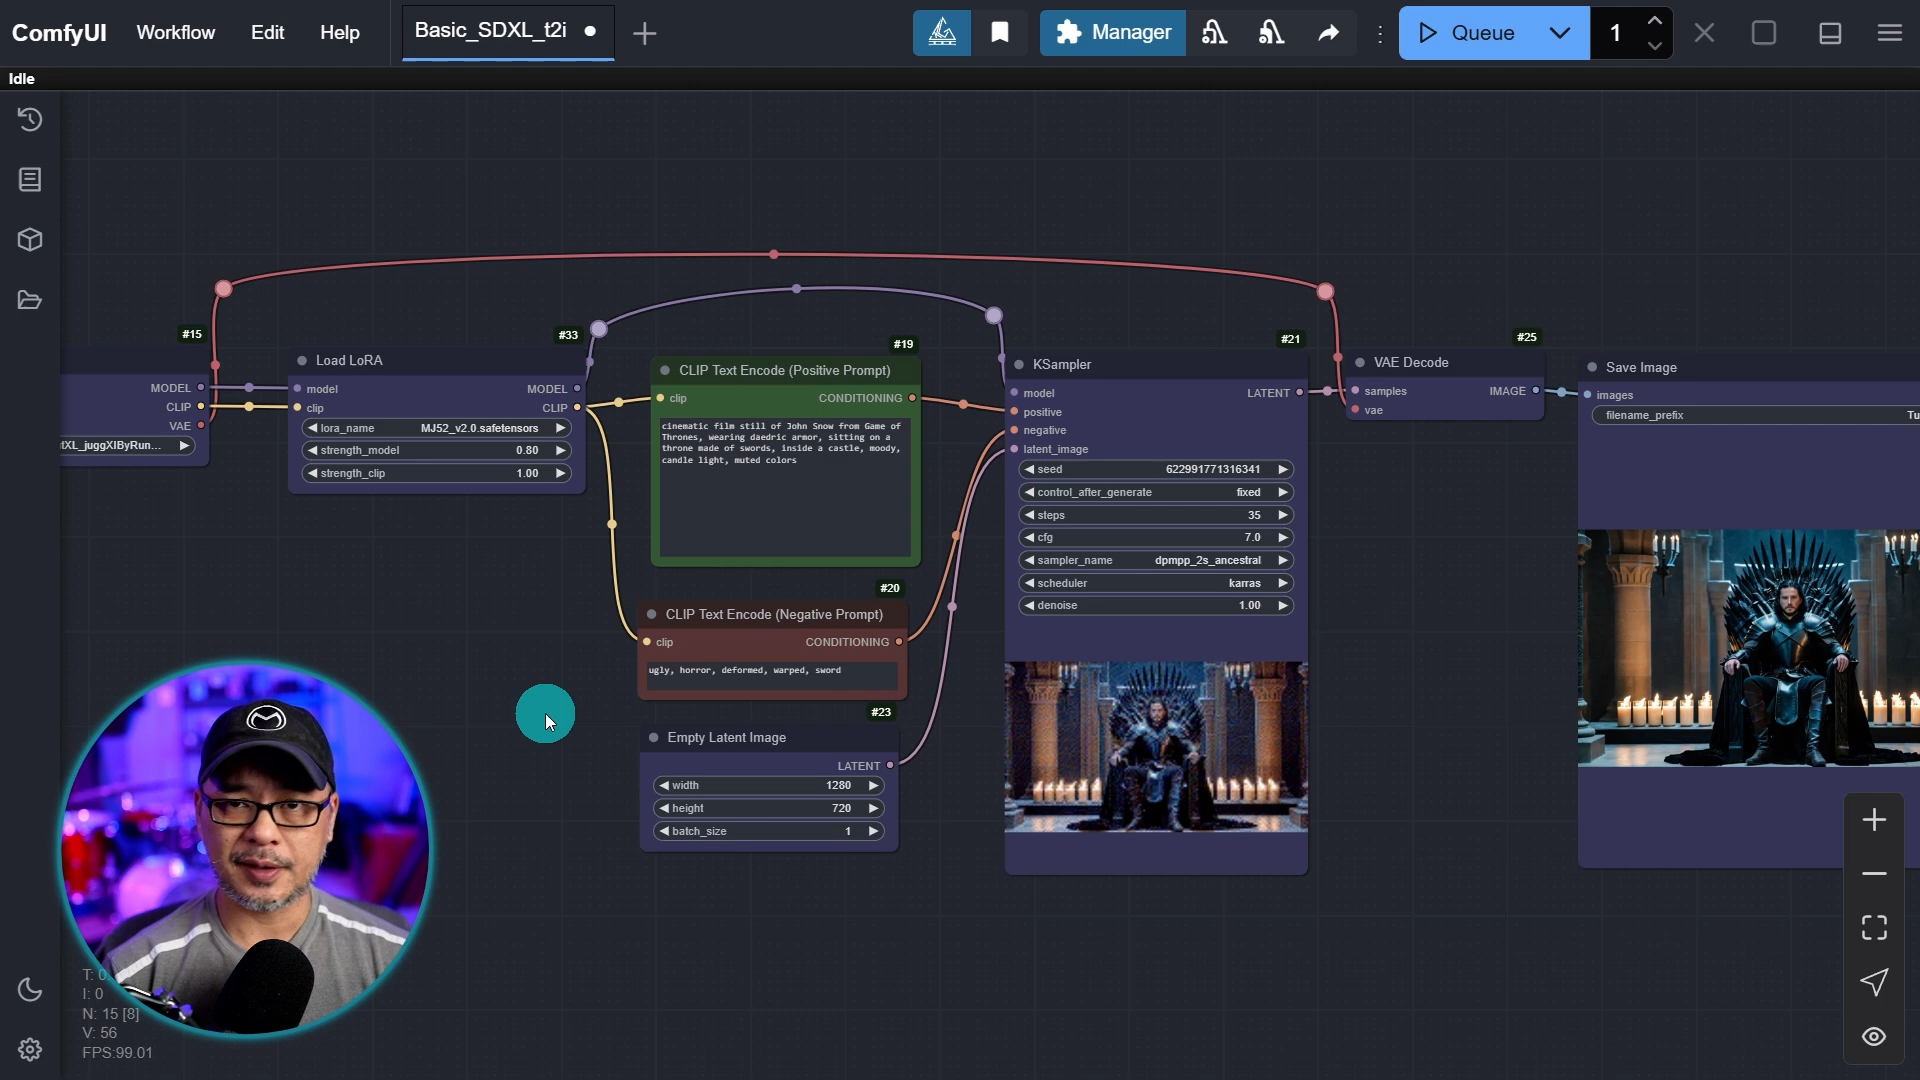 ComfyUI Workflow Edit Help Basic_SDXL_t2i Manager Queue 1
Idle
#15
MODEL
CLIP
VAE
tXL_juggXIByRun...
#33
Load LoRA
model MODEL
clip CLIP
lora_name MJ52_v2.0.safetensors
strength_model 0.80
strength_clip 1.00
#19
CLIP Text Encode (Positive Prompt)
clip CONDITIONING
cinematic film still of John Snow from Game of
Thrones, wearing daedric armor, sitting on a
throne made of swords, inside a castle, moody,
candle light, muted colors
#20
CLIP Text Encode (Negative Prompt)
clip CONDITIONING
ugly, horror, deformed, warped, sword
#23
Empty Latent Image
LATENT
width 1280
height 720
batch_size 1
#21
KSampler
model LATENT
positive
negative
latent_image
seed 622991771316341
control_after_generate fixed
steps 35
cfg 7.0
sampler_name dpmpp_2s_ancestral
scheduler karras
denoise 1.00
#25
VAE Decode
samples IMAGE
vae
Save Image
images
filename_prefix Tu
T: 0
I: 0
N: 15 [8]
V: 56
FPS:99.01